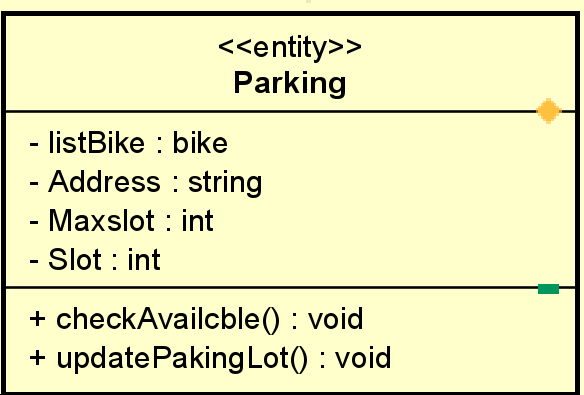 <<entity>>
Parking
- listBike : bike
- Address : string
- Maxslot : int
- Slot : int
+ checkAvailcble() : void
+ updatePakingLot() : void